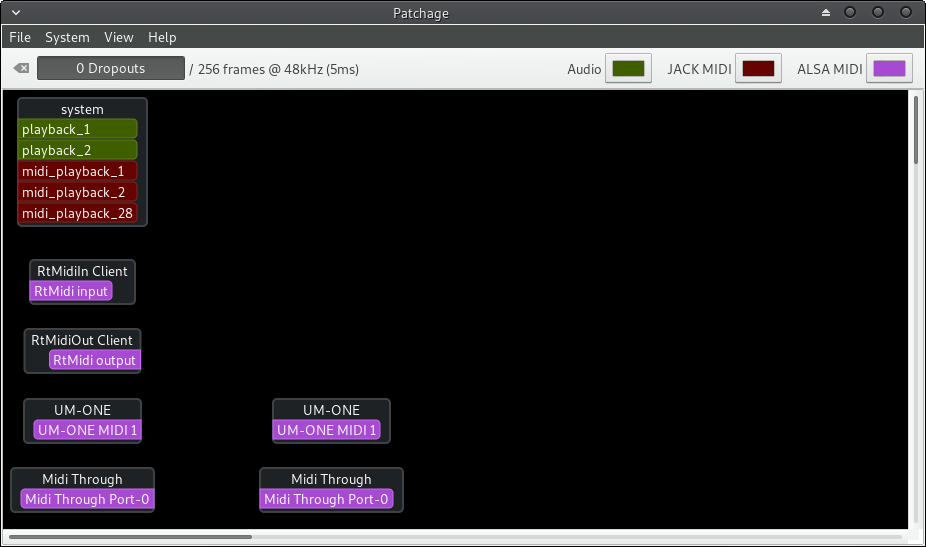 Patchage
File System View Help
0 Dropouts / 256 frames @ 48kHz (5ms) Audio JACK MIDI ALSA MIDI
system
playback_1
playback_2
midi_playback_1
midi_playback_2
midi_playback_28
RtMidiIn Client
RtMidi input
RtMidiOut Client
RtMidi output
UM-ONE
UM-ONE MIDI 1
UM-ONE
UM-ONE MIDI 1
Midi Through
Midi Through Port-0
Midi Through
Midi Through Port-0